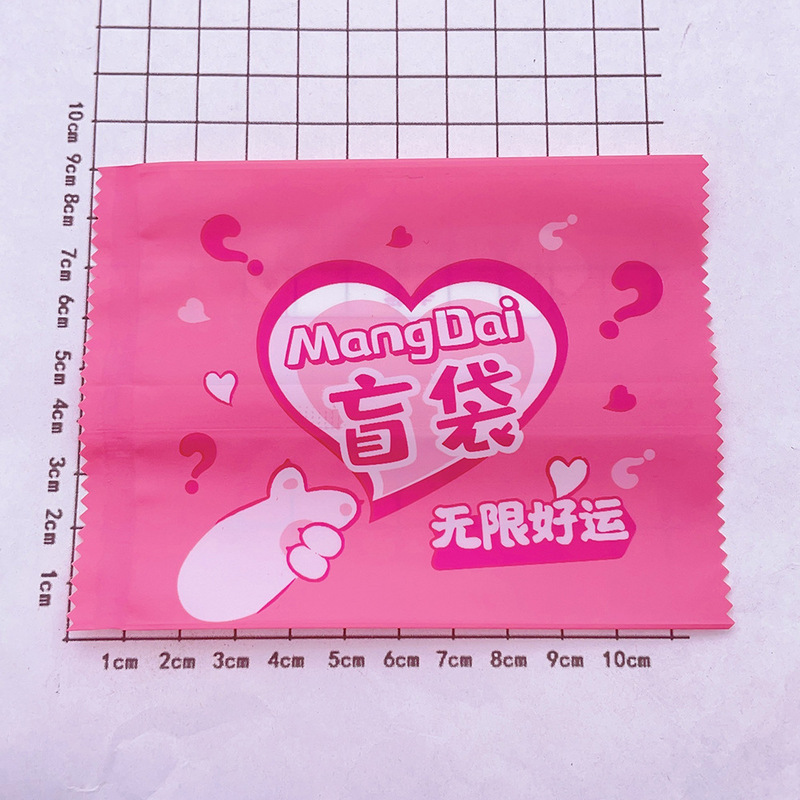 10cm
9cm
8cm
7cm
6cm
5cm
4cm
3cm
2cm
1cm
MangDai
盲袋
无限好运
1cm 2cm 3cm 4cm 5cm 6cm 7cm 8cm 9cm 10cm